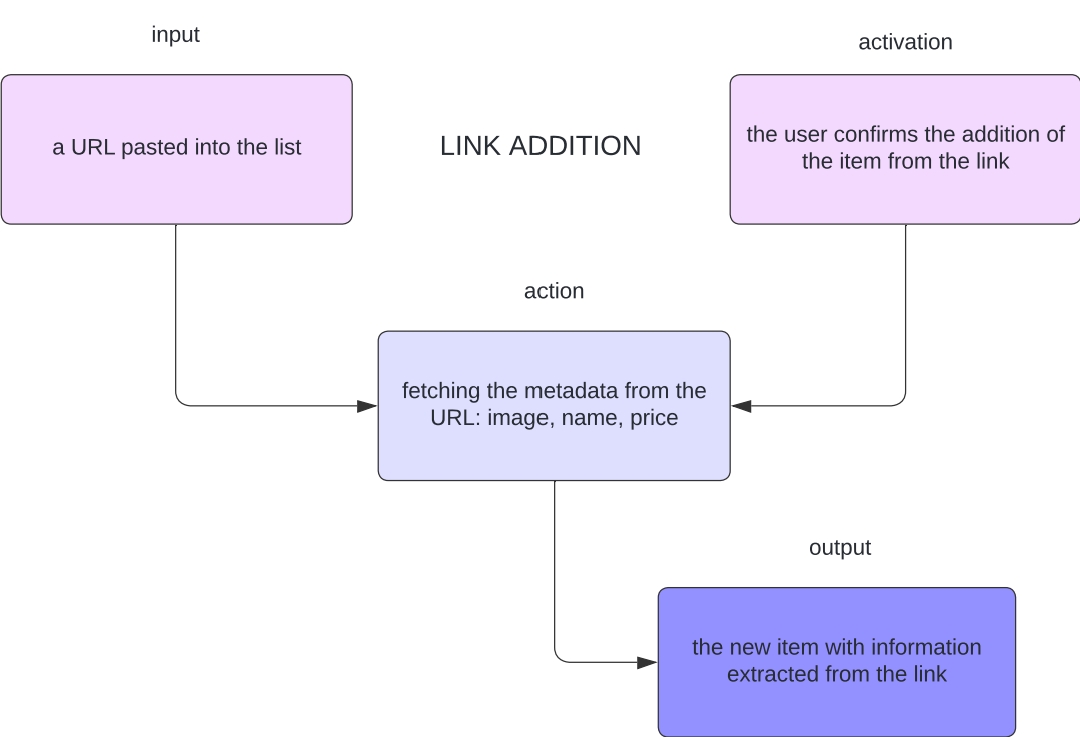 input
activation
a URL pasted into the list
LINK ADDITION
the user confirms the addition of
the item from the link
action
fetching the metadata from the
URL: image, name, price
output
the new item with information
extracted from the link